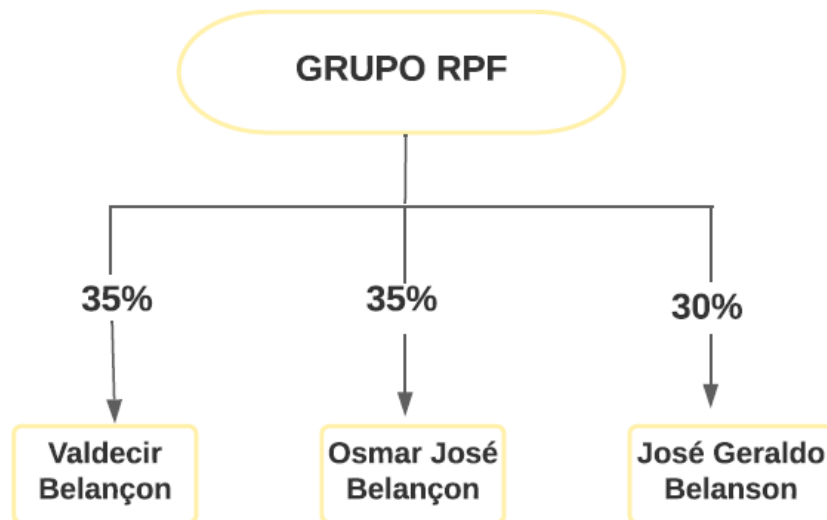 GRUPO RPF
35%
35%
30%
Valdecir
Belançon
Osmar José
Belançon
José Geraldo
Belanson